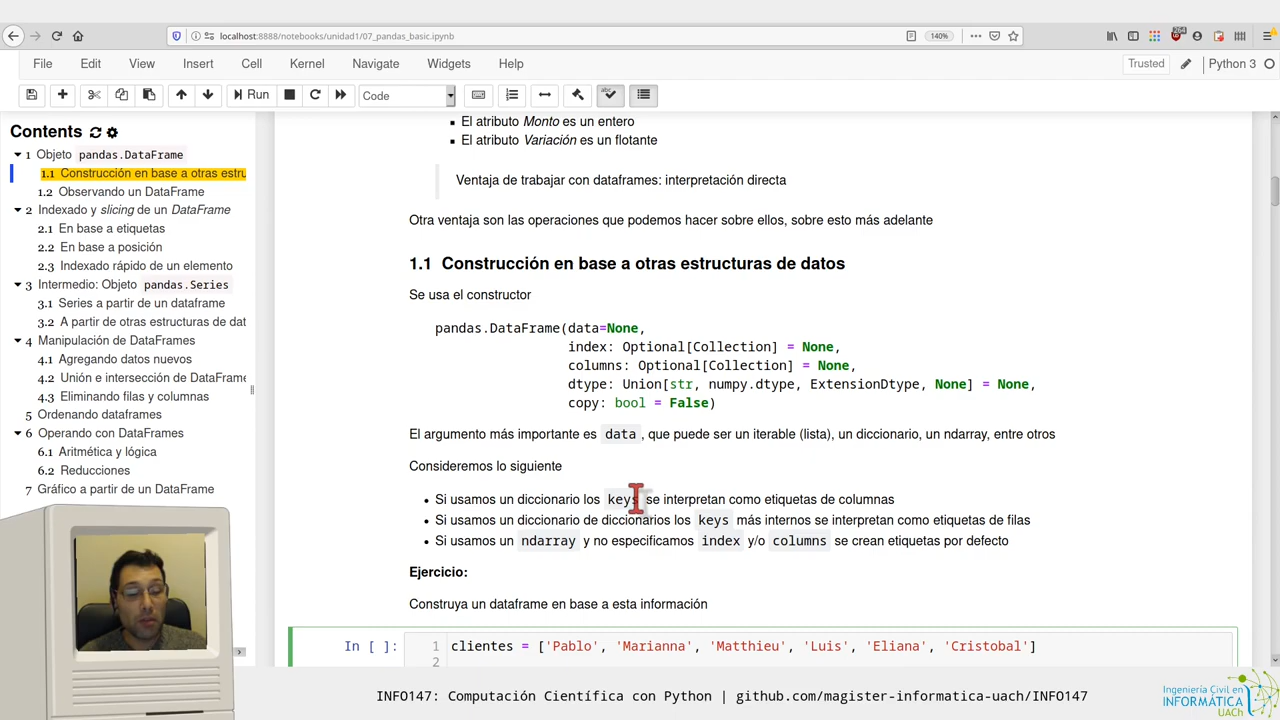 localhost:8888/notebooks/unidad1/07_pandas_basic.ipynb
140%
File Edit View Insert Cell Kernel Navigate Widgets Help
Trusted
Python 3
Run
Code
Contents
1 Objeto pandas.DataFrame
1.1 Construcción en base a otras estru
1.2 Observando un DataFrame
2 Indexado y slicing de un DataFrame
2.1 En base a etiquetas
2.2 En base a posición
2.3 Indexado rápido de un elemento
3 Intermedio: Objeto pandas.Series
3.1 Series a partir de un dataframe
3.2 A partir de otras estructuras de dat
4 Manipulación de DataFrames
4.1 Agregando datos nuevos
4.2 Unión e intersección de DataFrame
4.3 Eliminando filas y columnas
5 Ordenando dataframes
6 Operando con DataFrames
6.1 Aritmética y lógica
6.2 Reducciones
7 Gráfico a partir de un DataFrame
El atributo Monto es un entero
El atributo Variación es un flotante
Ventaja de trabajar con dataframes: interpretación directa
Otra ventaja son las operaciones que podemos hacer sobre ellos, sobre esto más adelante
1.1 Construcción en base a otras estructuras de datos
Se usa el constructor
pandas.DataFrame(data=None,
index: Optional[Collection] = None,
columns: Optional[Collection] = None,
dtype: Union[str, numpy.dtype, ExtensionDtype, None] = None,
copy: bool = False)
El argumento más importante es data , que puede ser un iterable (lista), un diccionario, un ndarray, entre otros
Consideremos lo siguiente
Si usamos un diccionario los keys se interpretan como etiquetas de columnas
Si usamos un diccionario de diccionarios los keys más internos se interpretan como etiquetas de filas
Si usamos un ndarray y no especificamos index y/o columns se crean etiquetas por defecto
Ejercicio:
Construya un dataframe en base a esta información
In [ ]:
1 clientes = ['Pablo', 'Marianna', 'Matthieu', 'Luis', 'Eliana', 'Cristobal']
2
INFO147: Computación Científica con Python | github.com/magister-informatica-uach/INFO147
Ingeniería Civil en
INFORMÁTICA
UACh